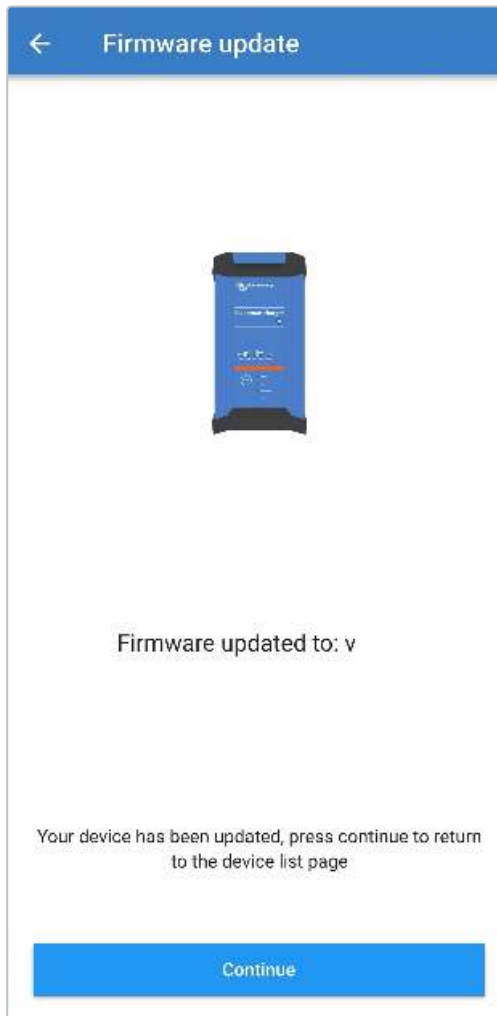 Firmware update
Firmware updated to: v
Your device has been updated, press continue to return
to the device list page
Continue